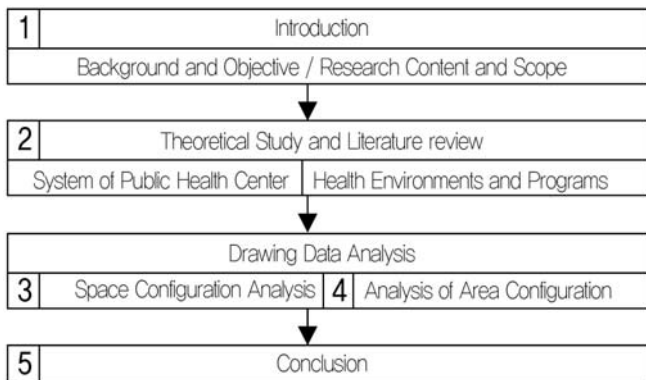 1 Introduction
Background and Objective / Research Content and Scope
2 Theoretical Study and Literature review
System of Public Health Center Health Environments and Programs
Drawing Data Analysis
3 Space Configuration Analysis 4 Analysis of Area Configuration
5 Conclusion